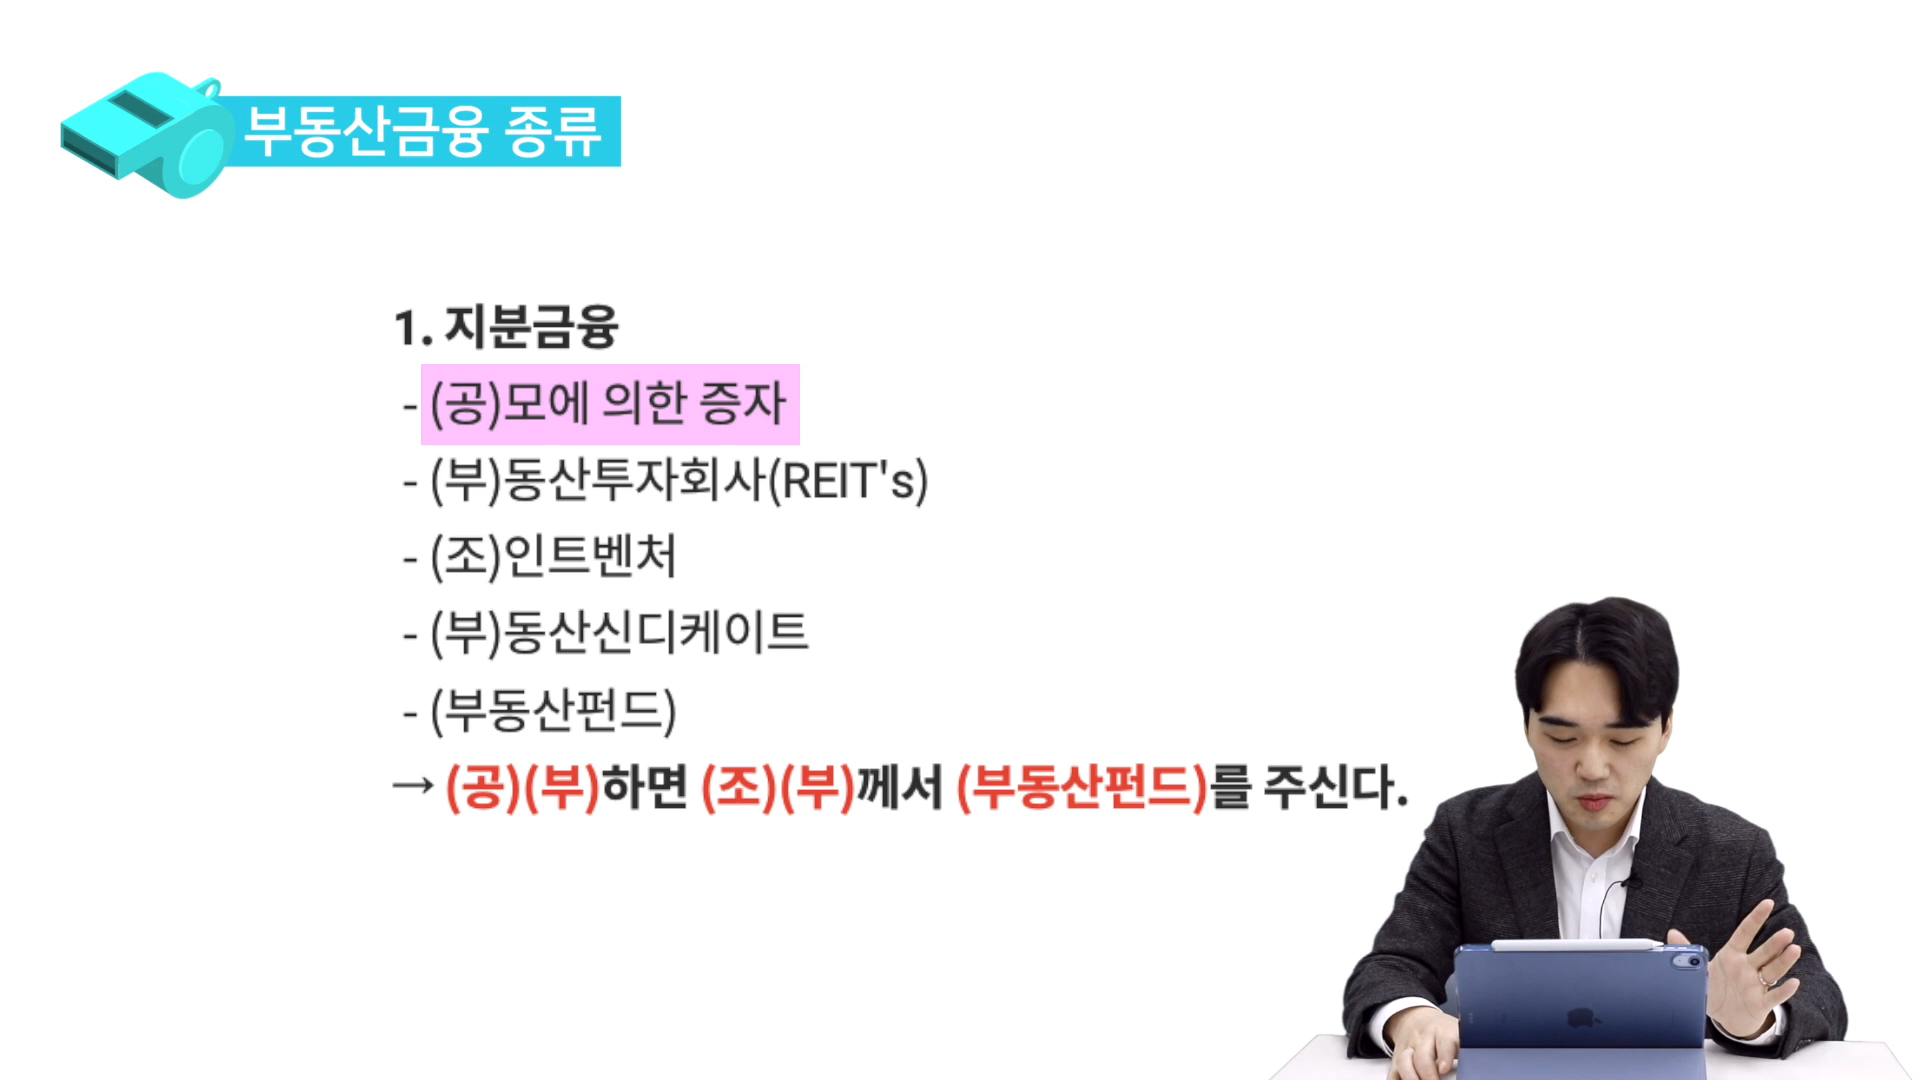 부동산금융 종류
1. 지분금융
- (공)모에 의한 증자
- (부)동산투자회사(REIT's)
- (조)인트벤처
- (부)동산신디케이트
- (부동산펀드)
→ (공)(부)하면 (조)(부)께서 (부동산펀드)를 주신다.